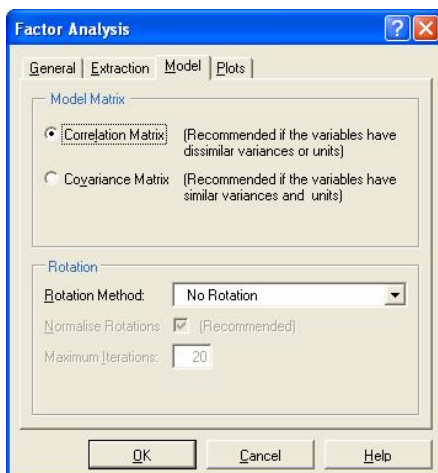 Factor Analysis
General Extraction Model Plots
Model Matrix
Correlation Matrix (Recommended if the variables have
dissimilar variances or units)
Covariance Matrix (Recommended if the variables have
similar variances and units)
Rotation
Rotation Method: No Rotation
Normalise Rotations (Recommended)
Maximum Iterations: 20
OK Cancel Help